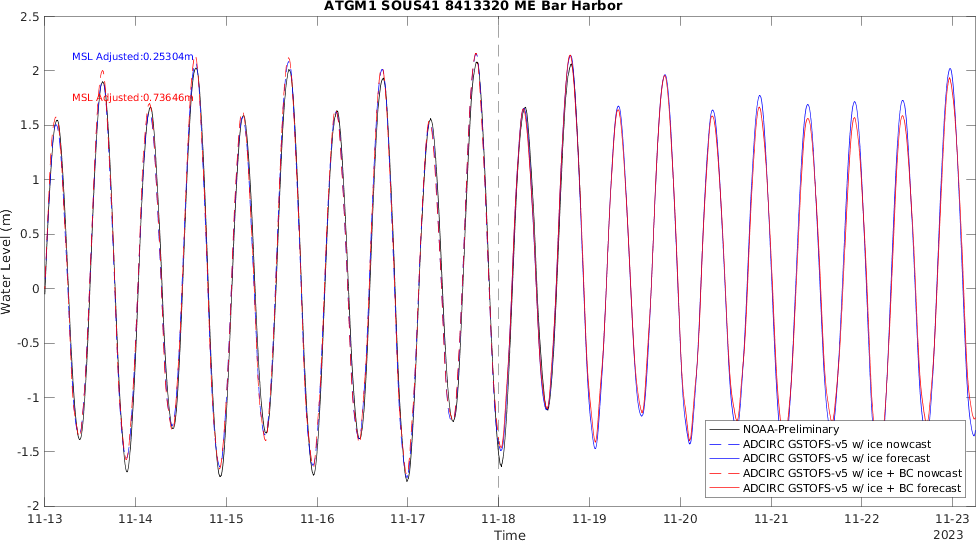 ATGM1 SOUS41 8413320 ME Bar Harbor
2.5
2
1.5
1
0.5
0
-0.5
-1
-1.5
-2
Water Level (m)
MSL Adjusted:0.25304m
MSL Adjusted:0.73646m
NOAA-Preliminary
ADCIRC GSTOFS-v5 w/ ice nowcast
ADCIRC GSTOFS-v5 w/ ice forecast
ADCIRC GSTOFS-v5 w/ ice + BC nowcast
ADCIRC GSTOFS-v5 w/ ice + BC forecast
11-13 11-14 11-15 11-16 11-17 11-18 11-19 11-20 11-21 11-22 11-23
Time
2023